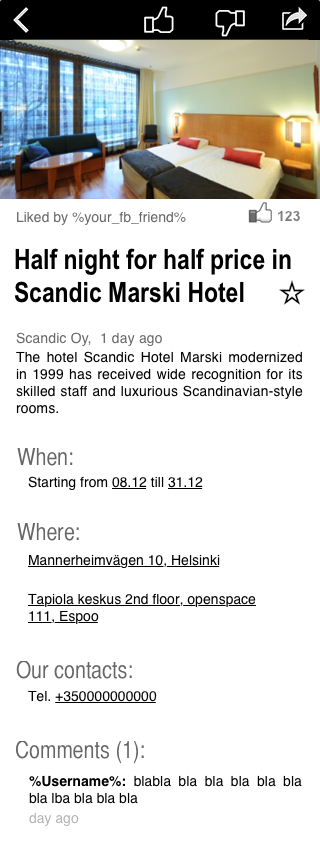 Liked by %your_fb_friend%
123
Half night for half price in
Scandic Marski Hotel
Scandic Oy, 1 day ago
The hotel Scandic Hotel Marski modernized
in 1999 has received wide recognition for its
skilled staff and luxurious Scandinavian-style
rooms.
When:
Starting from 08.12 till 31.12
Where:
Mannerheimvägen 10, Helsinki
Tapiola keskus 2nd floor, openspace
111, Espoo
Our contacts:
Tel. +350000000000
Comments (1):
%Username%: blabla bla bla bla bla bla
bla lba bla bla bla
day ago